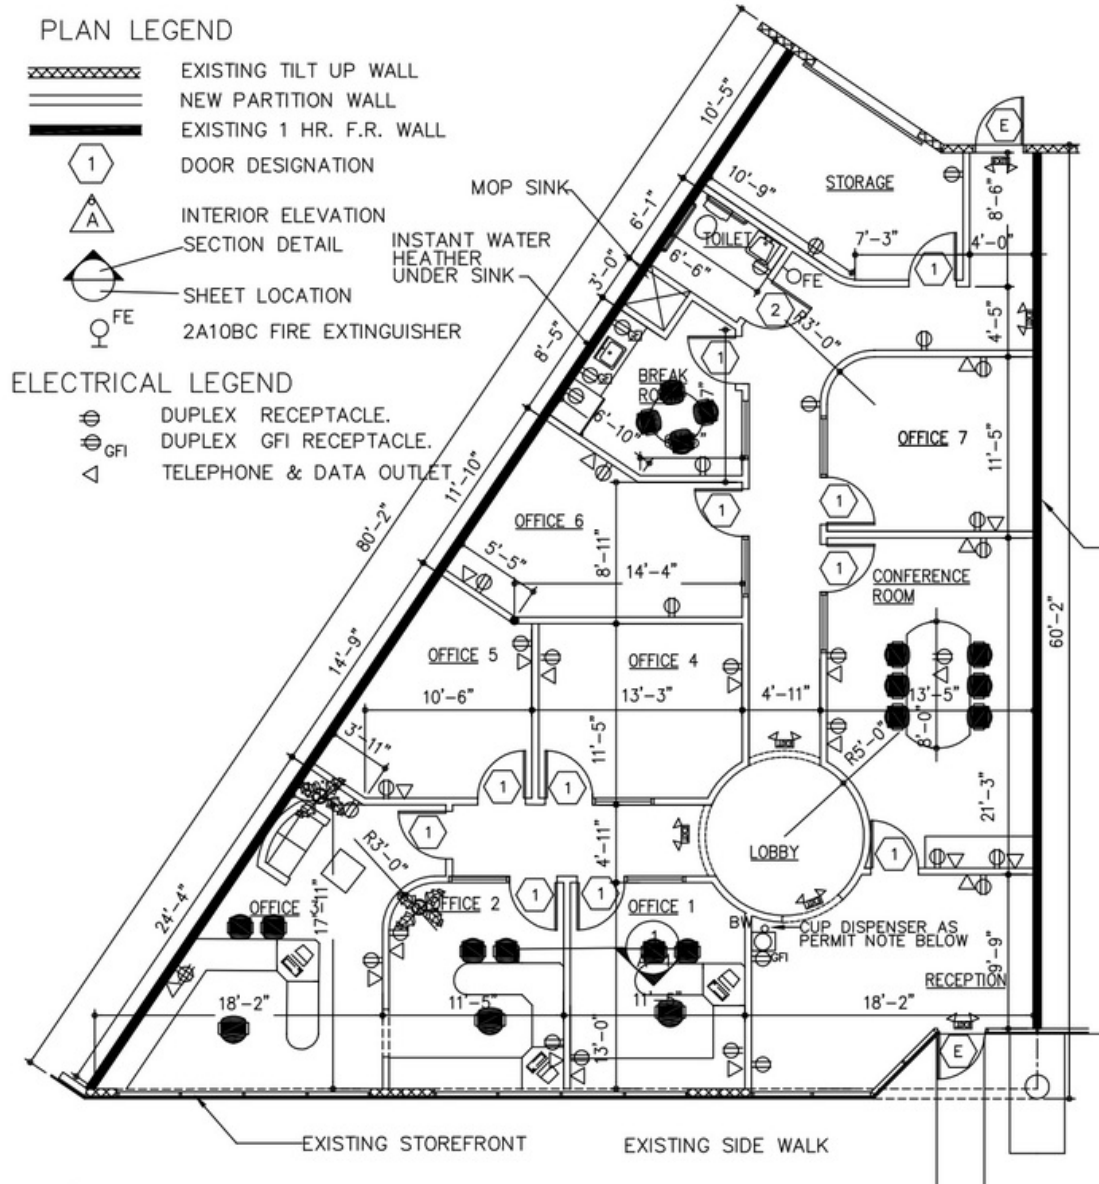 PLAN LEGEND
EXISTING TILT UP WALL
NEW PARTITION WALL
EXISTING 1 HR. F.R. WALL
1
DOOR DESIGNATION
A
INTERIOR ELEVATION
SECTION DETAIL
SHEET LOCATION
FE
2A10BC FIRE EXTINGUISHER
ELECTRICAL LEGEND
DUPLEX RECEPTACLE.
GFI
DUPLEX GFI RECEPTACLE.
TELEPHONE & DATA OUTLET
MOP SINK
INSTANT WATER
HEATHER
UNDER SINK
10'-5"
6'-1"
3'-0"
8'-5"
11'-10"
80'-2"
14'-9"
24'-4"
E
10'-9"
STORAGE
8'-6"
7'-3"
4'-0"
1
TOILET
6'-6"
FE
2
R3'-0"
4'-5"
1
GFI
BREAK
6'-10"
OFFICE 7
11'-5"
1
1
OFFICE 6
5'-5"
8'-11"
14'-4"
1
CONFERENCE
ROOM
60'-2"
OFFICE 5
OFFICE 4
10'-6"
13'-3"
4'-11"
13'-5"
8'-0"
3'-11"
11'-5"
R5'-0"
21'-3"
1
1
1
R3'-0"
4'-11"
LOBBY
1
OFFICE 3
17'-11"
OFFICE 2
1
1
OFFICE 1
1
BW
CUP DISPENSER AS
PERMIT NOTE BELOW
GFI
RECEPTION
9'-9"
18'-2"
11'-5"
11'-5"
18'-2"
13'-0"
E
EXISTING STOREFRONT
EXISTING SIDE WALK